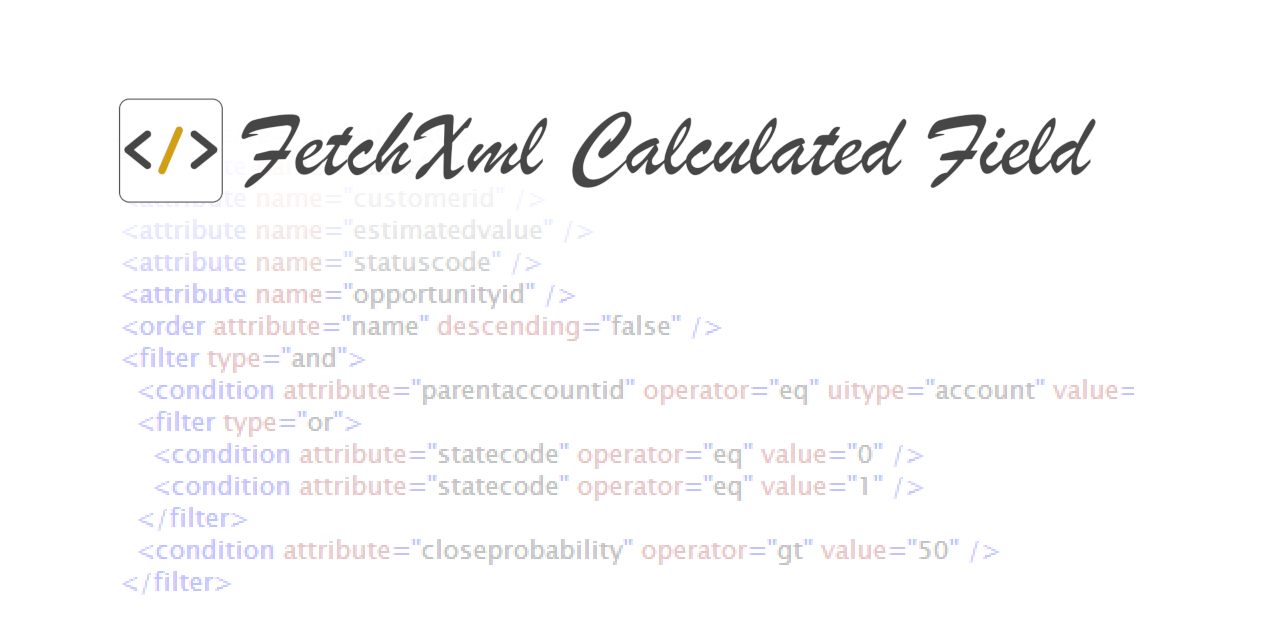 </> FetchXml Calculated Field
<attribute name="customerid" />
<attribute name="estimatedvalue" />
<attribute name="statuscode" />
<attribute name="opportunityid" />
<order attribute="name" descending="false" />
<filter type="and">
<condition attribute="parentaccountid" operator="eq" uitype="account" value=
<filter type="or">
<condition attribute="statecode" operator="eq" value="0" />
<condition attribute="statecode" operator="eq" value="1" />
</filter>
<condition attribute="closeprobability" operator="gt" value="50" />
</filter>